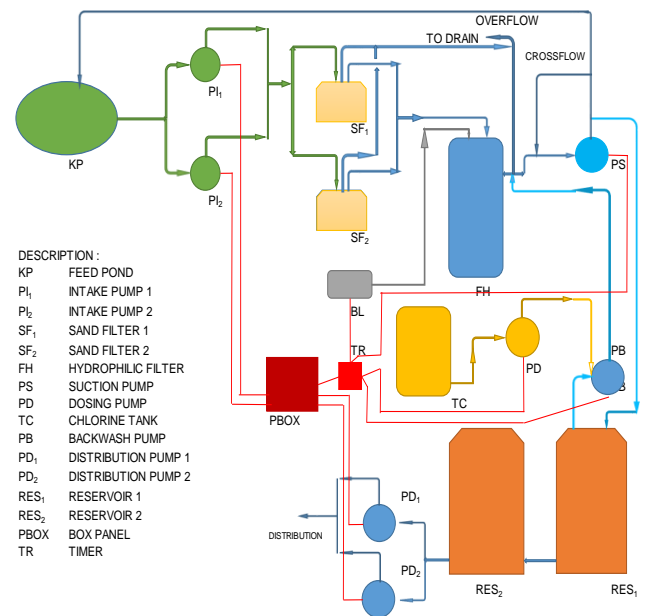 OVERFLOW
TO DRAIN
CROSSFLOW
PI₁
SF₁
KP
PI₂
PS
SF₂
DESCRIPTION :
KP FEED POND
PI₁ INTAKE PUMP 1
PI₂ INTAKE PUMP 2
SF₁ SAND FILTER 1
SF₂ SAND FILTER 2
FH HYDROPHILIC FILTER
PS SUCTION PUMP
PD DOSING PUMP
TC CHLORINE TANK
PB BACKWASH PUMP
PD₁ DISTRIBUTION PUMP 1
PD₂ DISTRIBUTION PUMP 2
RES₁ RESERVOIR 1
RES₂ RESERVOIR 2
PBOX BOX PANEL
TR TIMER
FH
BL
TR
PB
PD
B
TC
PBOX
PD₁
DISTRIBUTION
PD₂
RES₂
RES₁